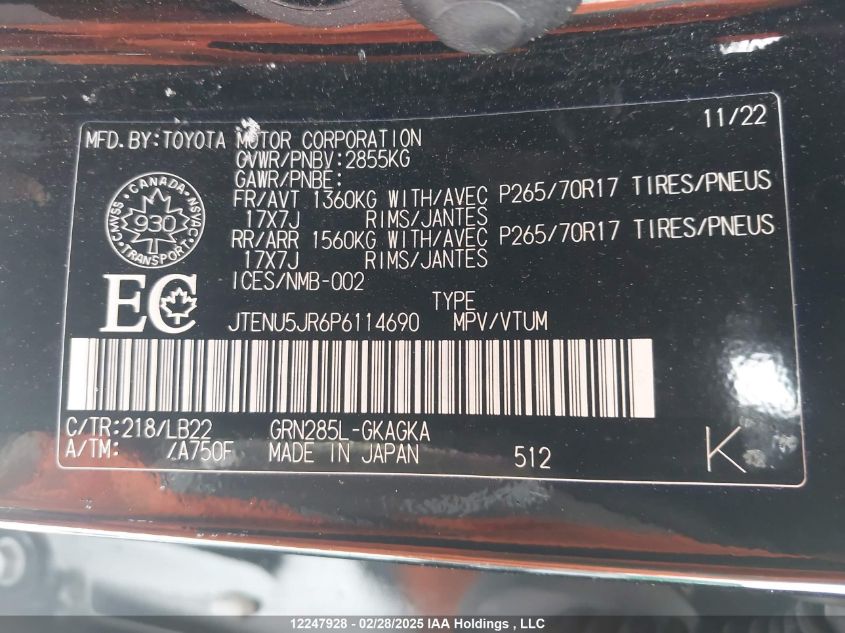 11/22
MFD.BY:TOYOTA MOTOR CORPORATION
GVWR/PNBV:2855KG
GAWR/PNBE:
FR/AVT 1360KG WITH/AVEC P265/70R17 TIRES/PNEUS
17X7J RIMS/JANTES
RR/ARR 1560KG WITH/AVEC P265/70R17 TIRES/PNEUS
17X7J RIMS/JANTES
ICES/NMB-002
CANADA
CMVSS 930 NSVAC
TRANSPORT
EC
TYPE
JTENU5JR6P6114690 MPV/VTUM
C/TR:218/LB22 GRN285L-GKAGKA
A/TM: /A750F MADE IN JAPAN 512 K
12247928 - 02/28/2025 IAA Holdings , LLC